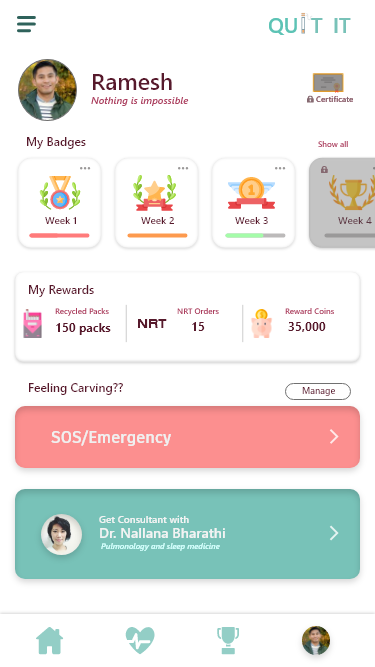 QUIT IT
Ramesh
Nothing is impossible
Certificate
My Badges
Show all
Week 1
Week 2
Week 3
Week 4
My Rewards
Recycled Packs
150 packs
NRT
NRT Orders
15
Reward Coins
35,000
Feeling Carving??
Manage
SOS/Emergency
Get Consultant with
Dr. Nallana Bharathi
Pulmonology and sleep medicine